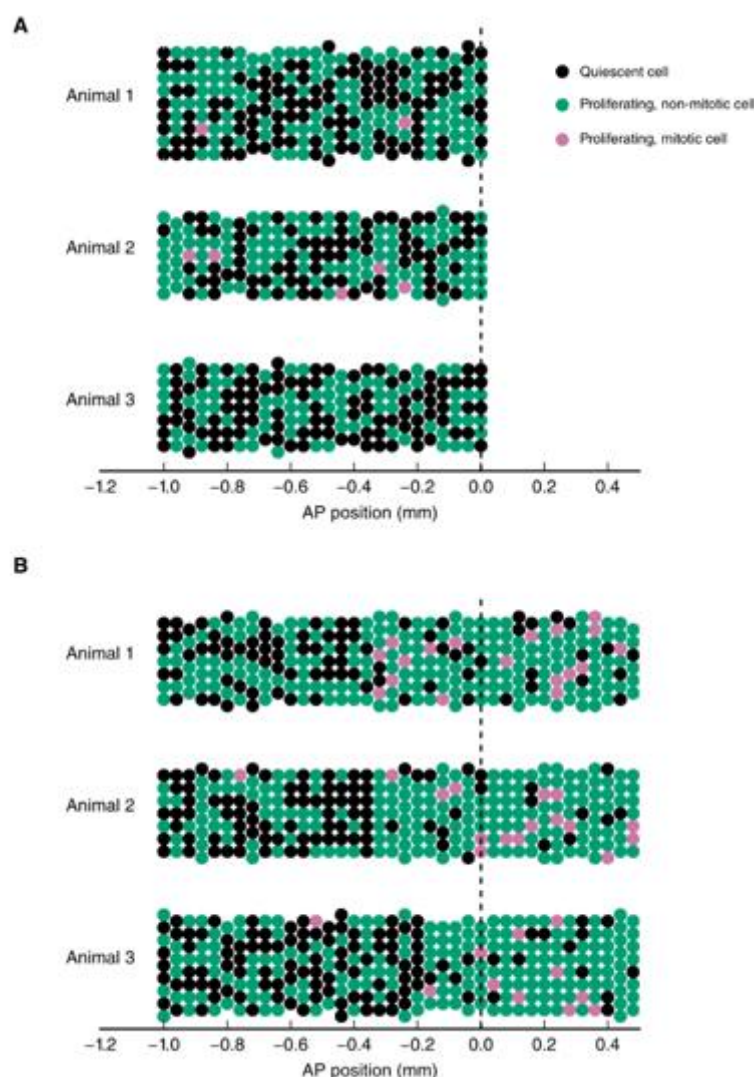 A
Quiescent cell
Animal 1
Proliferating, non-mitotic cell
Proliferating, mitotic cell
Animal 2
Animal 3
−1.2 −1.0 −0.8 −0.6 −0.4 −0.2 0.0 0.2 0.4
AP position (mm)
B
Animal 1
Animal 2
Animal 3
−1.2 −1.0 −0.8 −0.6 −0.4 −0.2 0.0 0.2 0.4
AP position (mm)